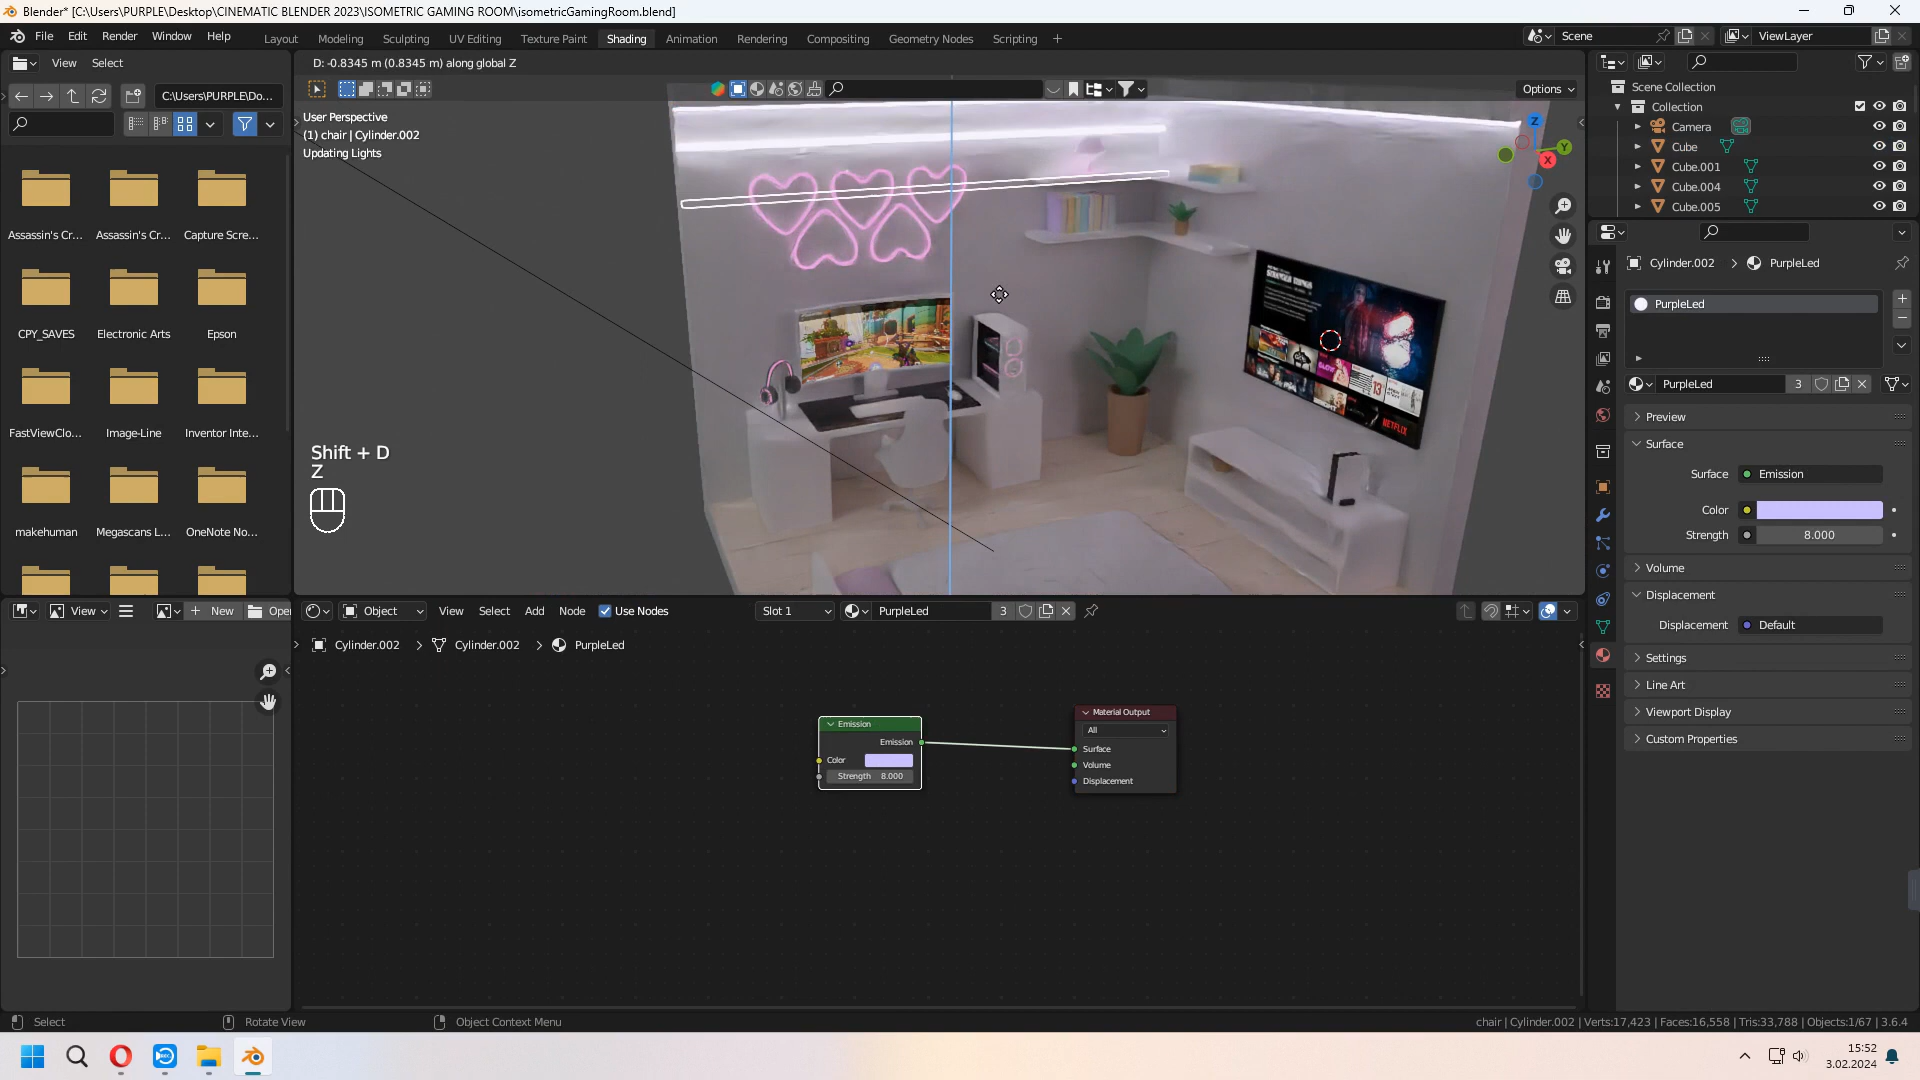 Blender* [C:\Users\PURPLE\Desktop\CINEMATIC BLENDER 2023\ISOMETRIC GAMING ROOM\isometricGamingRoom.blend]
File Edit Render Window Help
Layout Modeling Sculpting UV Editing Texture Paint Shading Animation Rendering Compositing Geometry Nodes Scripting
Scene
ViewLayer
View Select
D: -0.8345 m (0.8345 m) along global Z
C:\Users\PURPLE\Do...
Options
User Perspective
(1) chair | Cylinder.002
Updating Lights
Z
Y
X
Assassin's Cr... Assassin's Cr... Capture Scre...
CPY_SAVES Electronic Arts Epson
FastViewClo... Image-Line Inventor Inte...
makehuman Megascans L... OneNote No...
STRANGER THINGS
NETFLIX
Shift + D
Z
Scene Collection
Collection
Camera
Cube
Cube.001
Cube.004
Cube.005
Cylinder.002 PurpleLed
PurpleLed
PurpleLed 3
Preview
Surface
Surface Emission
Color
Strength 8.000
Volume
Displacement
Displacement Default
Settings
Line Art
Viewport Display
Custom Properties
View New Open
Object View Select Add Node Use Nodes Slot 1 PurpleLed 3
Cylinder.002 Cylinder.002 PurpleLed
Emission
Emission
Color
Strength 8.000
Material Output
All
Surface
Volume
Displacement
Select Rotate View Object Context Menu
chair | Cylinder.002 | Verts:17,423 | Faces:16,558 | Tris:33,788 | Objects:1/67 | 3.6.4
REC
15:52
3.02.2024